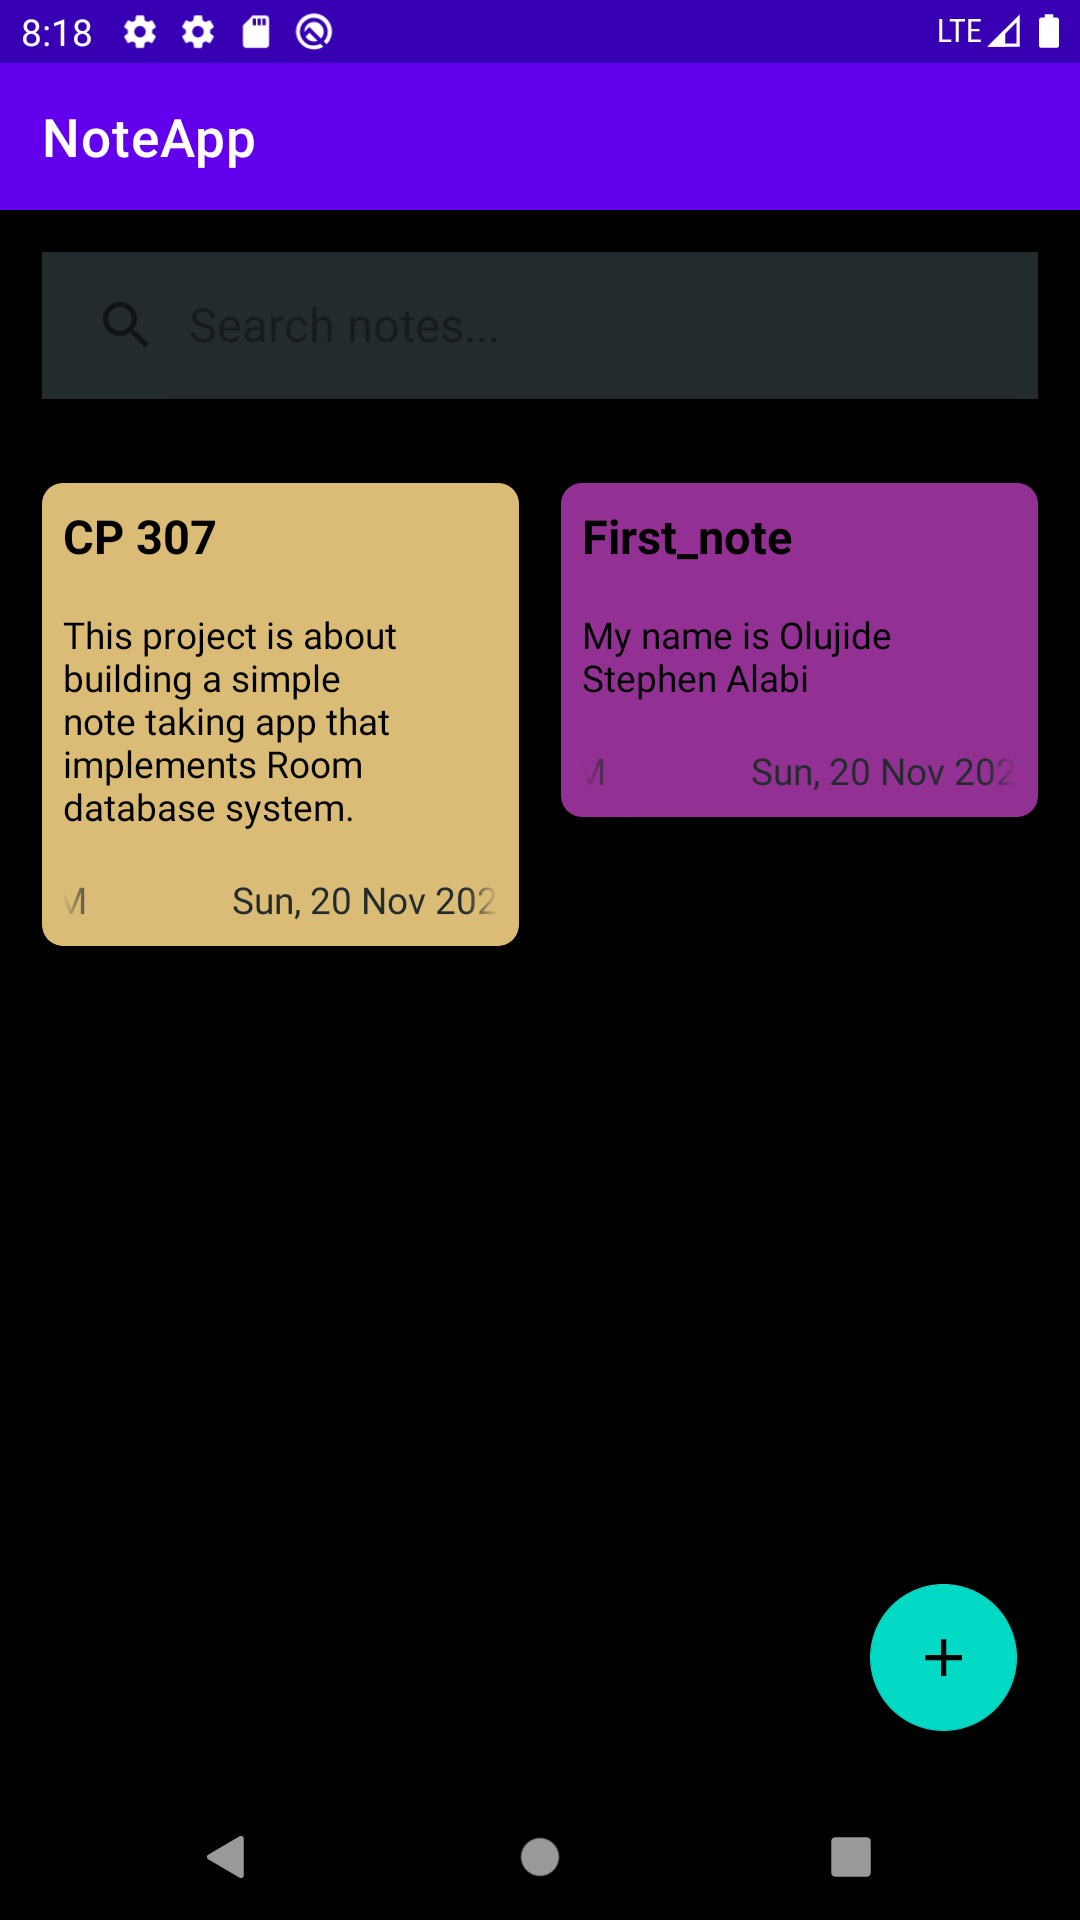 8:18 LTE
NoteApp
Search notes...
CP 307
This project is about
building a simple
note taking app that
implements Room
database system.
M Sun, 20 Nov 202
First_note
My name is Olujide
Stephen Alabi
M Sun, 20 Nov 202